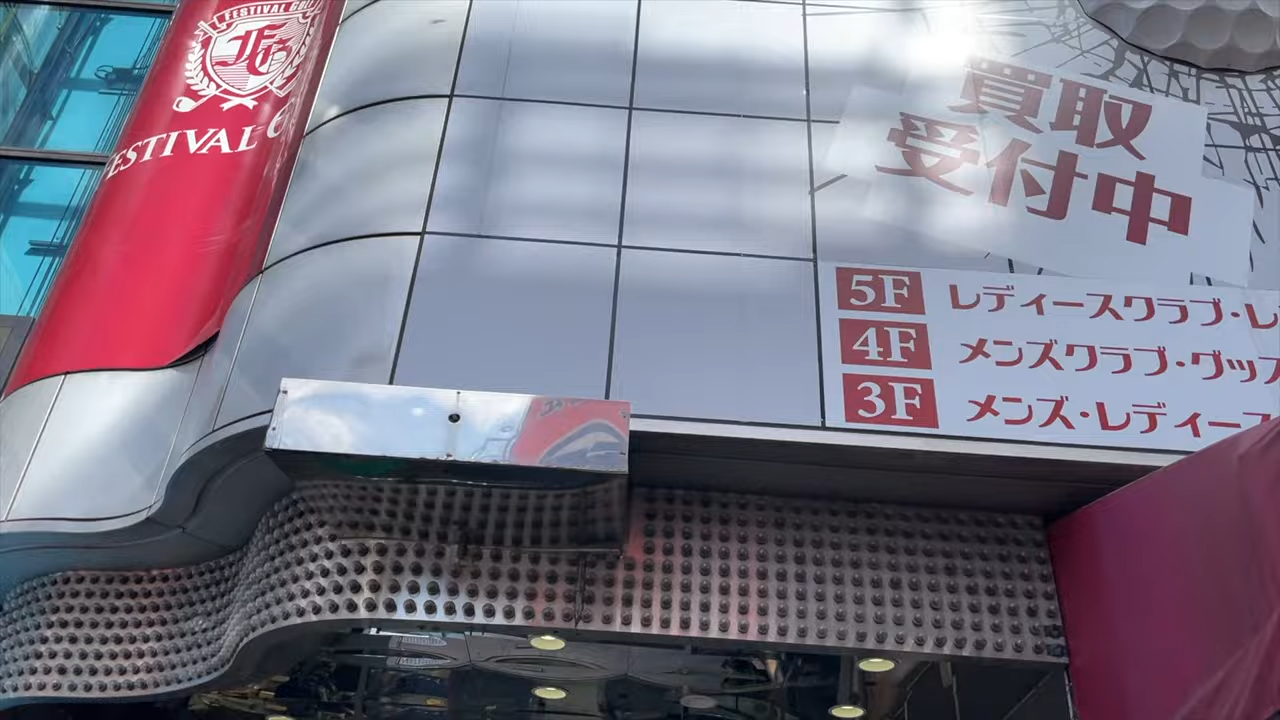 FESTIVAL GOLF
FG
FESTIVAL G
買取
受付中
5F レディースクラブ・レ
4F メンズクラブ・グッズ
3F メンズ・レディース